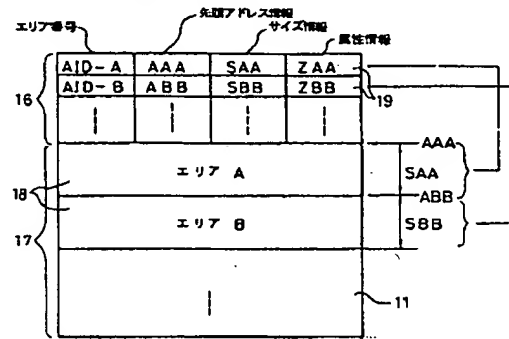 エリア番号
先頭アドレス情報
サイズ情報
属性情報
AID-A AAA SAA ZAA
AID-B ABB SBB ZBB
16
19
AAA
エリア A
SAA
18
ABB
エリア B
SBB
17
11